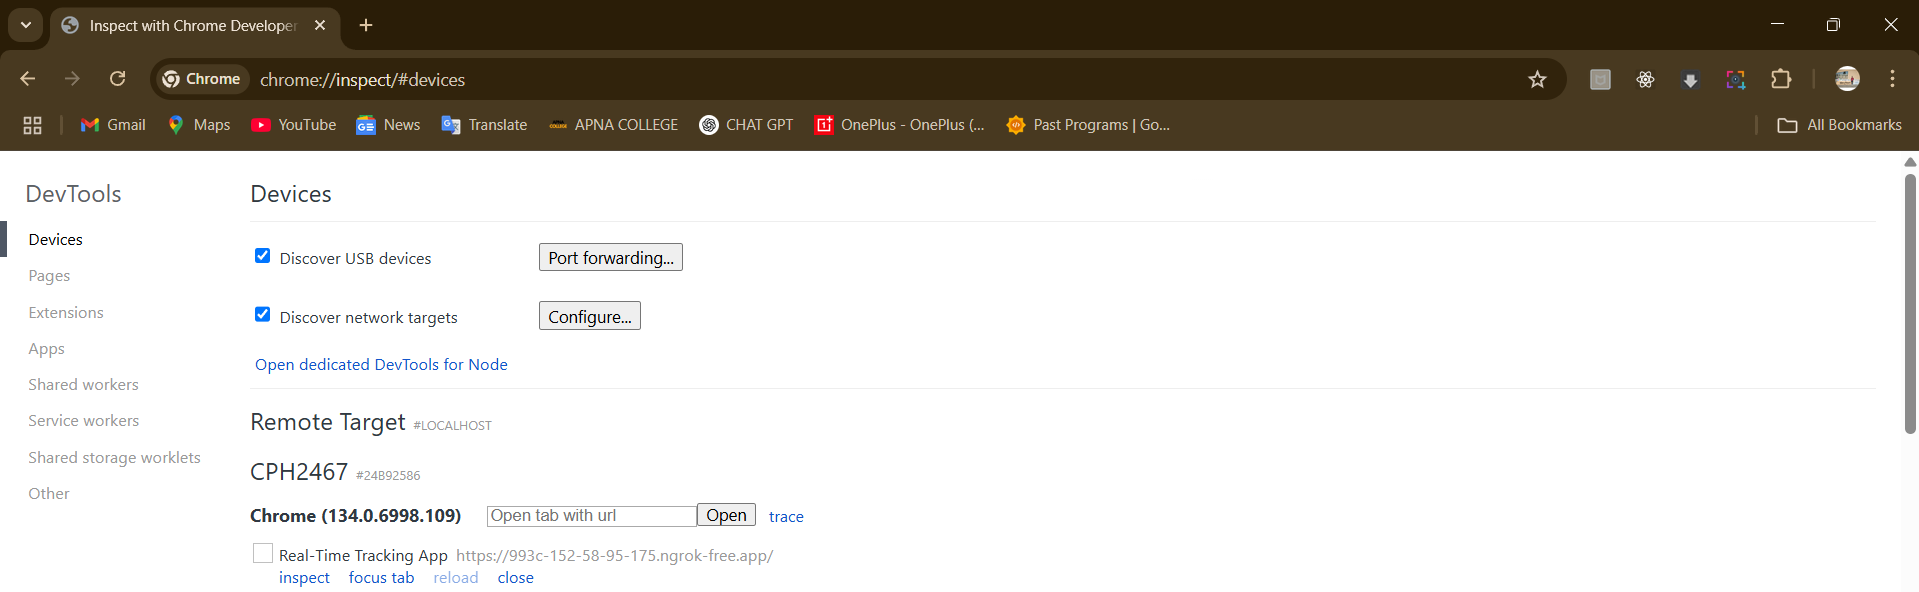 Inspect with Chrome Developer
Chrome chrome://inspect/#devices
Gmail Maps YouTube News Translate APNA COLLEGE CHAT GPT OnePlus - OnePlus (... Past Programs | Go... All Bookmarks
DevTools
Devices
Pages
Extensions
Apps
Shared workers
Service workers
Shared storage worklets
Other
Devices
Discover USB devices Port forwarding...
Discover network targets Configure...
Open dedicated DevTools for Node
Remote Target #LOCALHOST
CPH2467 #24B92586
Chrome (134.0.6998.109) Open tab with url Open trace
Real-Time Tracking App https://993c-152-58-95-175.ngrok-free.app/
inspect focus tab reload close